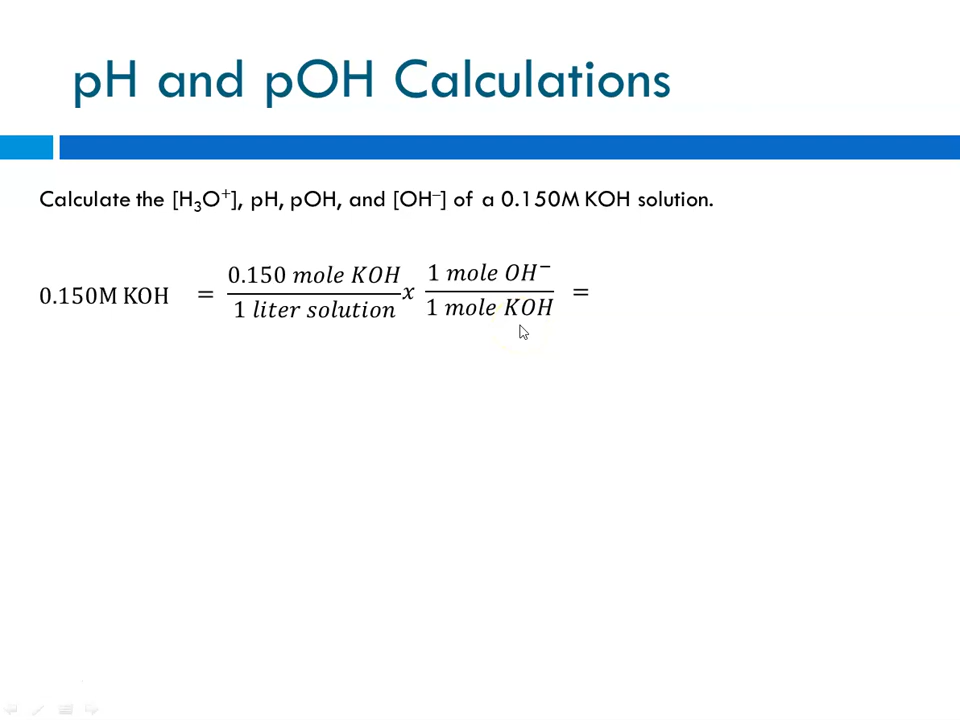 pH and pOH Calculations
Calculate the [H₃O⁺], pH, pOH, and [OH⁻] of a 0.150M KOH solution.
0.150M KOH = 0.150 mole KOH / 1 liter solution x 1 mole OH⁻ / 1 mole KOH =